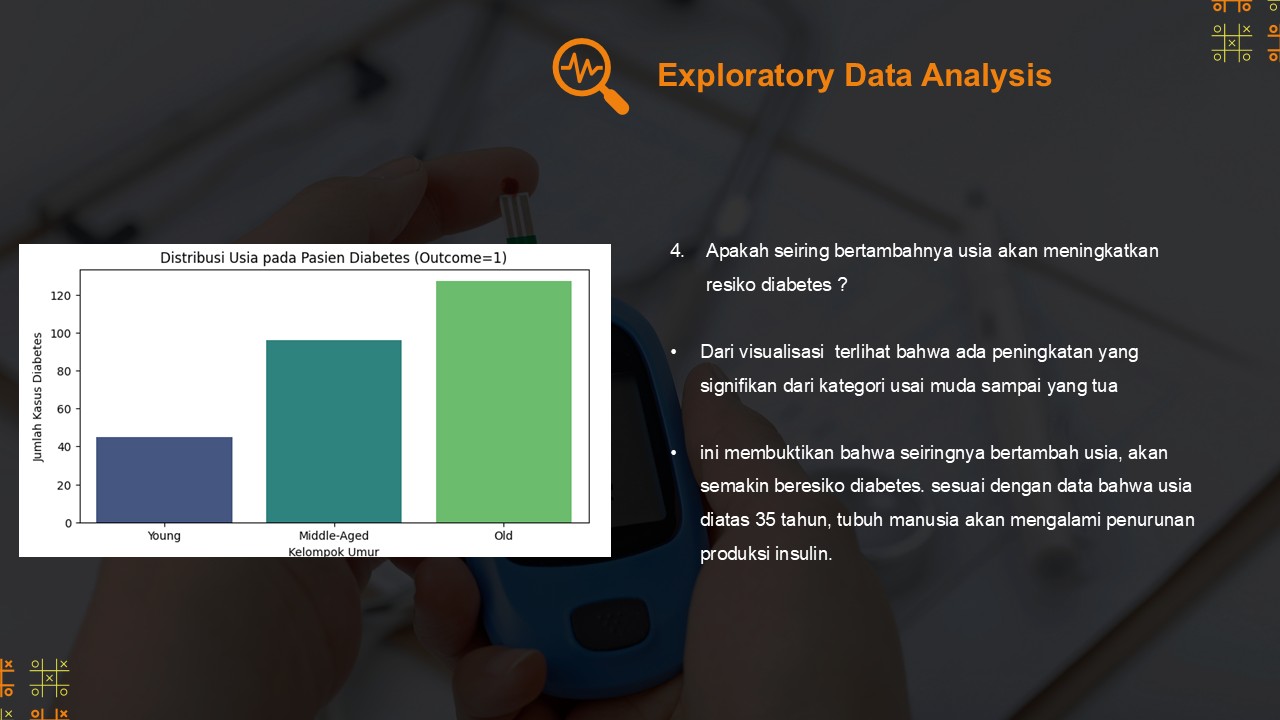 Exploratory Data Analysis
Distribusi Usia pada Pasien Diabetes (Outcome=1)
120
100
80
60
40
20
0
Jumlah Kasus Diabetes
Young
Middle-Aged
Old
Kelompok Umur
4. Apakah seiring bertambahnya usia akan meningkatkan
resiko diabetes ?
• Dari visualisasi  terlihat bahwa ada peningkatan yang
signifikan dari kategori usai muda sampai yang tua
• ini membuktikan bahwa seiringnya bertambah usia, akan
semakin beresiko diabetes. sesuai dengan data bahwa usia
diatas 35 tahun, tubuh manusia akan mengalami penurunan
produksi insulin.